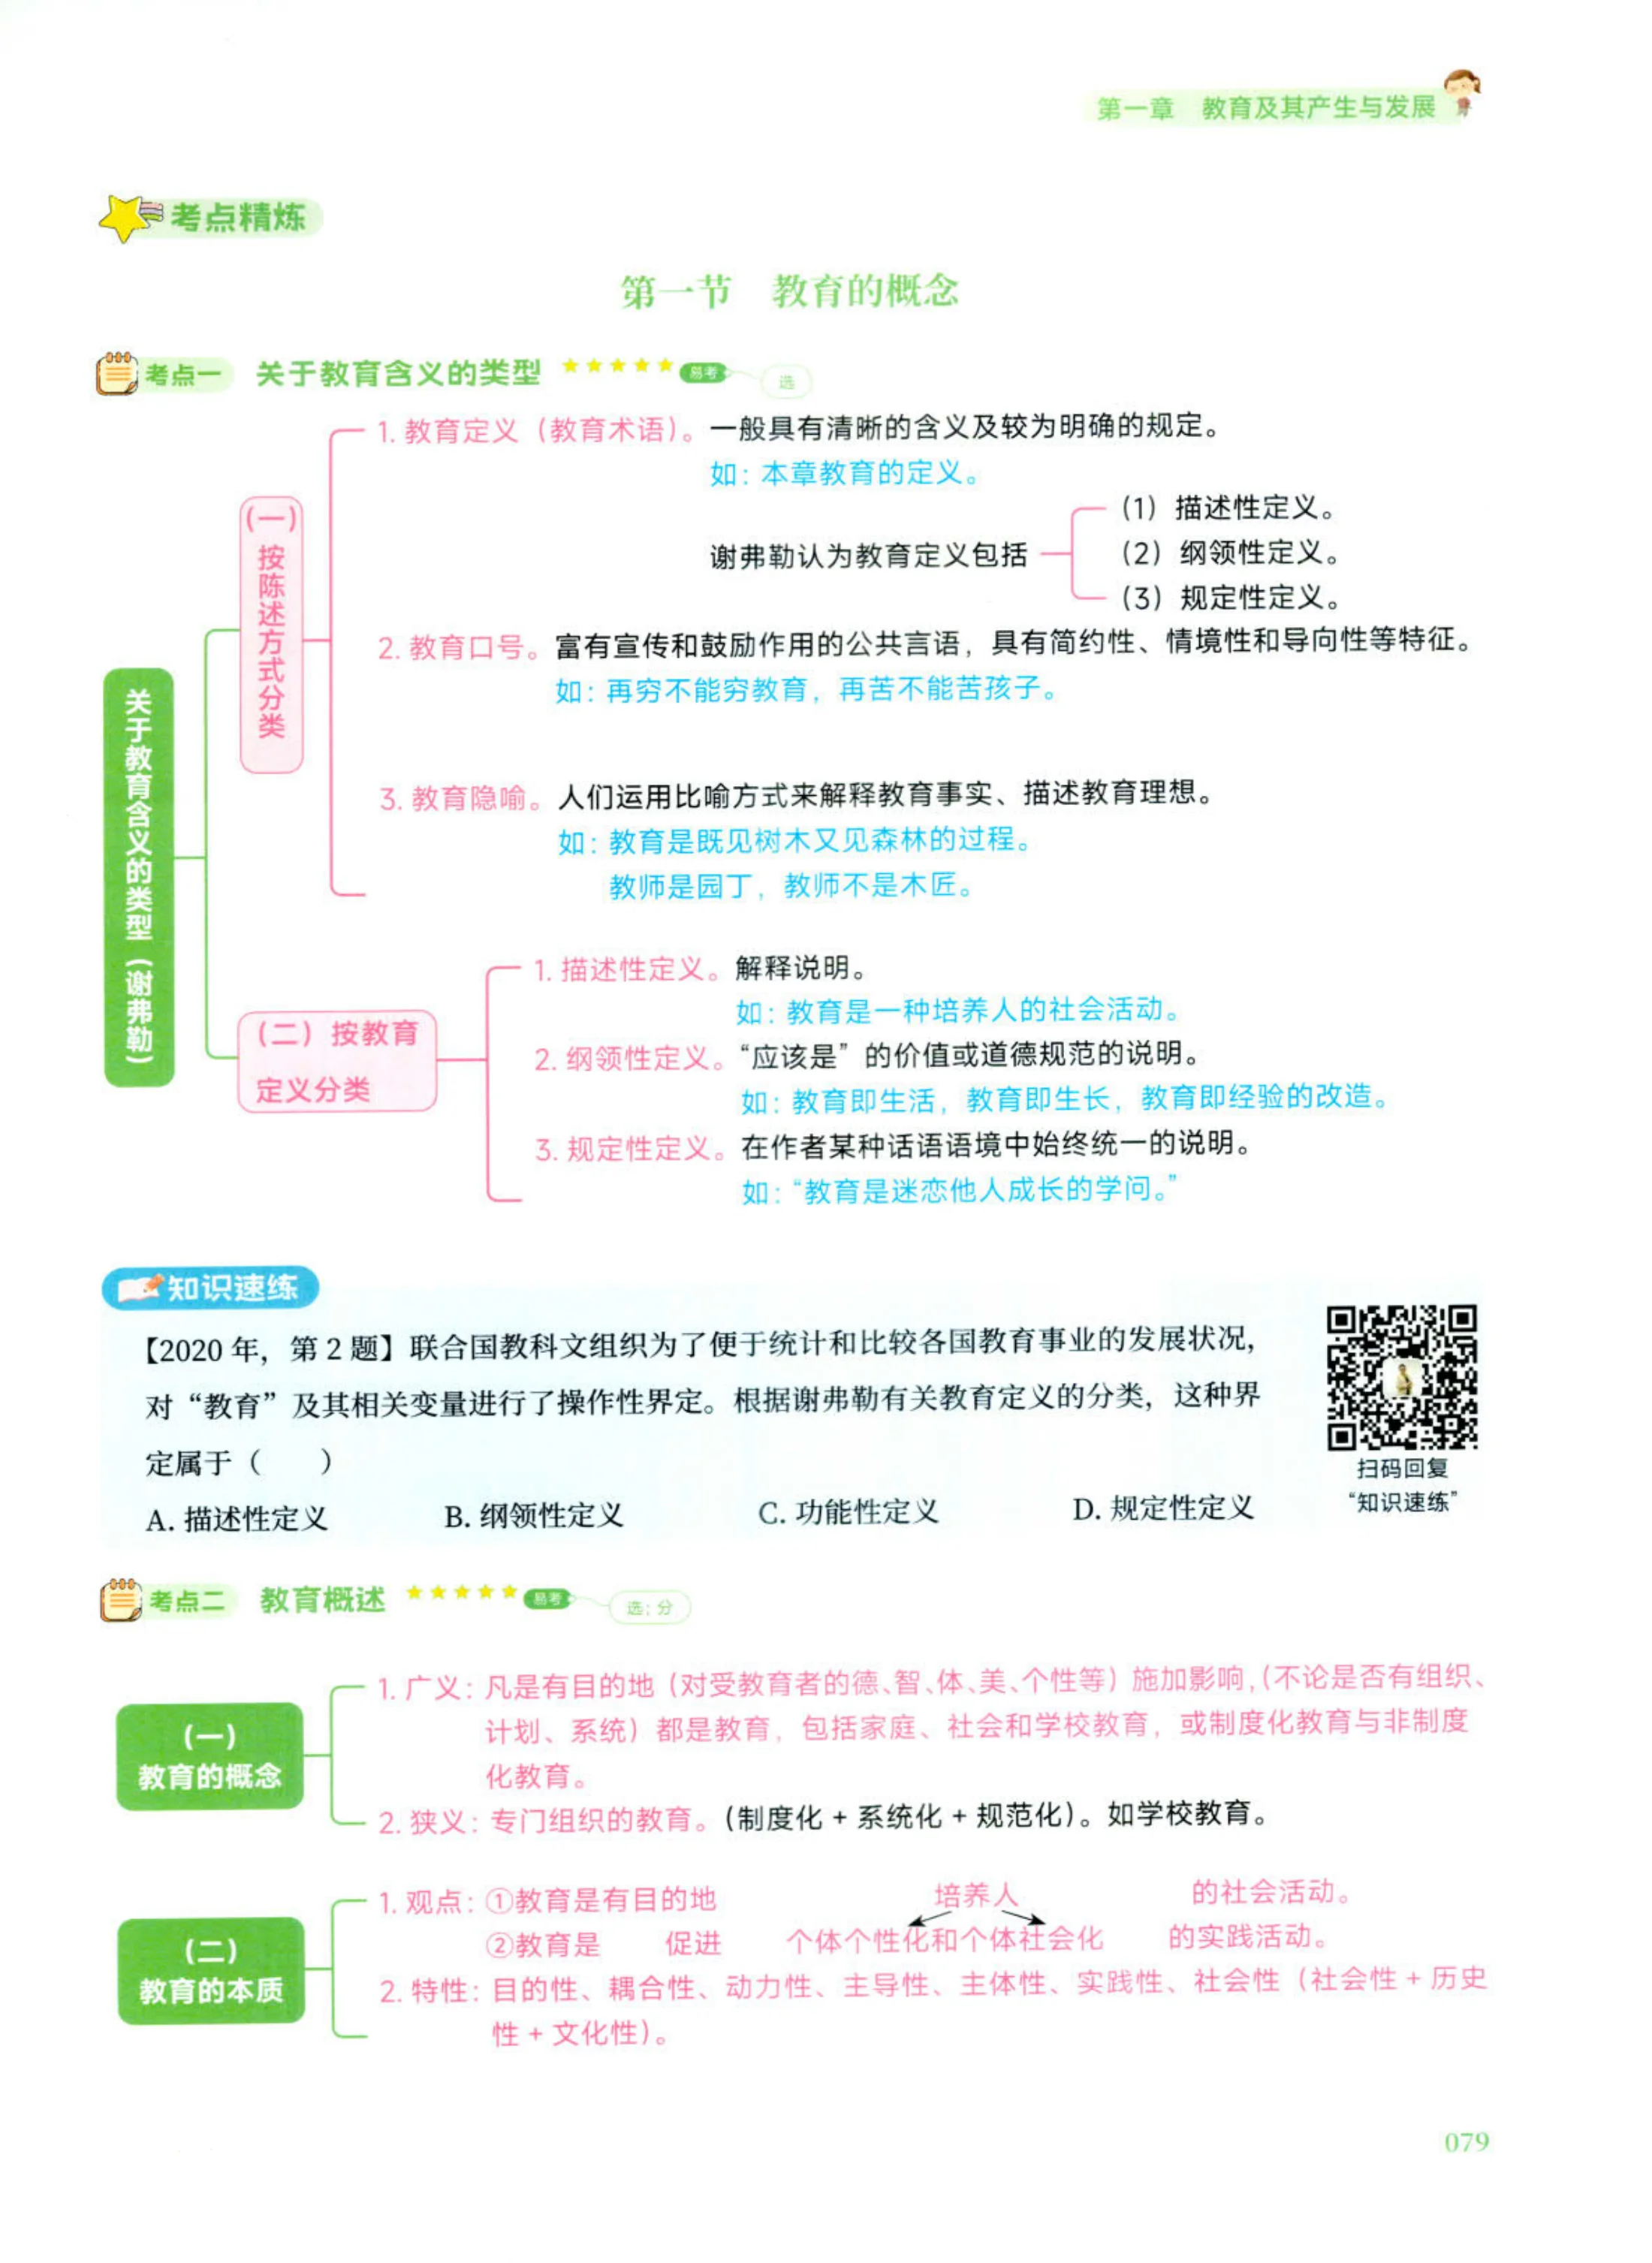 第一章 教育及其产生与发展
考点精炼
第一节 教育的概念
考点一 关于教育含义的类型 易考 选
关于教育含义的类型（谢弗勒）
（一）按陈述方式分类
1. 教育定义（教育术语）。一般具有清晰的含义及较为明确的规定。
如：本章教育的定义。
谢弗勒认为教育定义包括
（1）描述性定义。
（2）纲领性定义。
（3）规定性定义。
2. 教育口号。富有宣传和鼓励作用的公共言语，具有简约性、情境性和导向性等特征。
如：再穷不能穷教育，再苦不能苦孩子。
3. 教育隐喻。人们运用比喻方式来解释教育事实、描述教育理想。
如：教育是既见树木又见森林的过程。
教师是园丁，教师不是木匠。
（二）按教育
定义分类
1. 描述性定义。解释说明。
如：教育是一种培养人的社会活动。
2. 纲领性定义。“应该是”的价值或道德规范的说明。
如：教育即生活，教育即生长，教育即经验的改造。
3. 规定性定义。在作者某种话语语境中始终统一的说明。
如：“教育是迷恋他人成长的学问。”
知识速练
【2020 年，第 2 题】联合国教科文组织为了便于统计和比较各国教育事业的发展状况，
对“教育”及其相关变量进行了操作性界定。根据谢弗勒有关教育定义的分类，这种界
定属于（  ）
A. 描述性定义 B. 纲领性定义 C. 功能性定义 D. 规定性定义
扫码回复
“知识速练”
考点二 教育概述 易考 选；分
（一）
教育的概念
1. 广义：凡是有目的地（对受教育者的德、智、体、美、个性等）施加影响，（不论是否有组织、
计划、系统）都是教育，包括家庭、社会和学校教育，或制度化教育与非制度
化教育。
2. 狭义：专门组织的教育。（制度化 + 系统化 + 规范化）。如学校教育。
（二）
教育的本质
1. 观点：①教育是有目的地 培养人 的社会活动。
②教育是 促进 个体个性化和个体社会化 的实践活动。
2. 特性：目的性、耦合性、动力性、主导性、主体性、实践性、社会性（社会性 + 历史
性 + 文化性）。
079